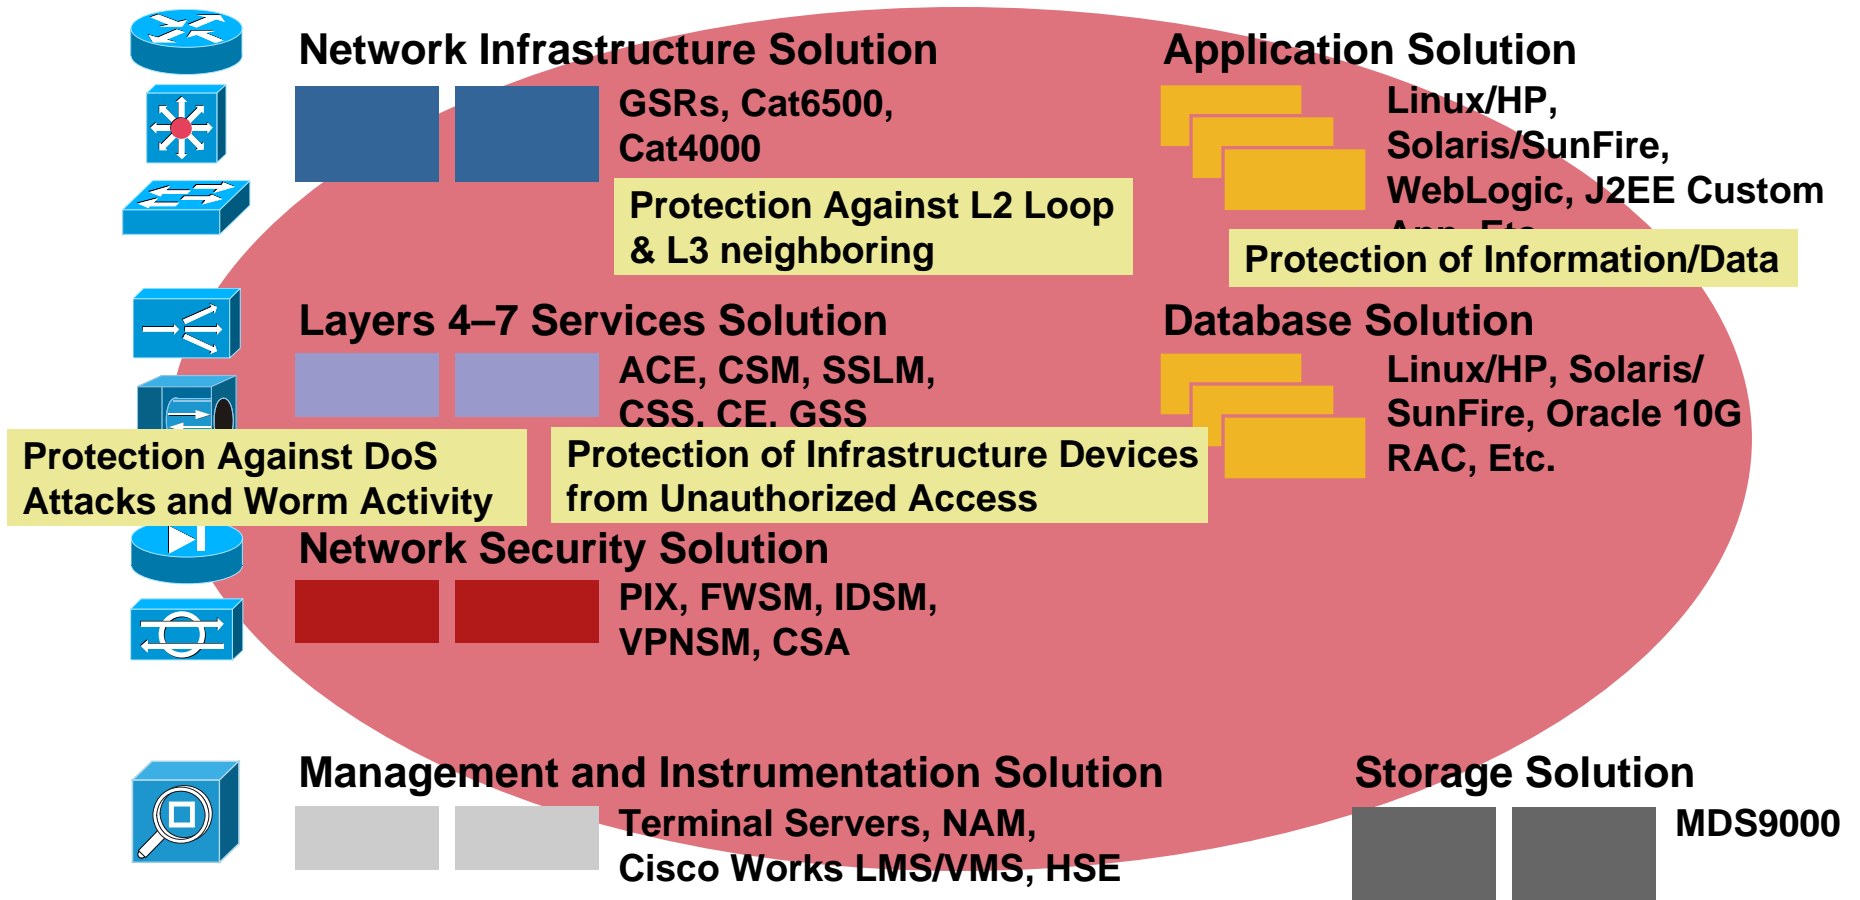 Network Infrastructure Solution
GSRs, Cat6500,
Cat4000
Protection Against L2 Loop
& L3 neighboring
Application Solution
Linux/HP,
Solaris/SunFire,
WebLogic, J2EE Custom
Protection of Information/Data
Layers 4–7 Services Solution
ACE, CSM, SSLM,
CSS, CE, GSS
Database Solution
Linux/HP, Solaris/
SunFire, Oracle 10G
RAC, Etc.
Protection Against DoS
Attacks and Worm Activity
Protection of Infrastructure Devices
from Unauthorized Access
Network Security Solution
PIX, FWSM, IDSM,
VPNSM, CSA
Management and Instrumentation Solution
Terminal Servers, NAM,
Cisco Works LMS/VMS, HSE
Storage Solution
MDS9000